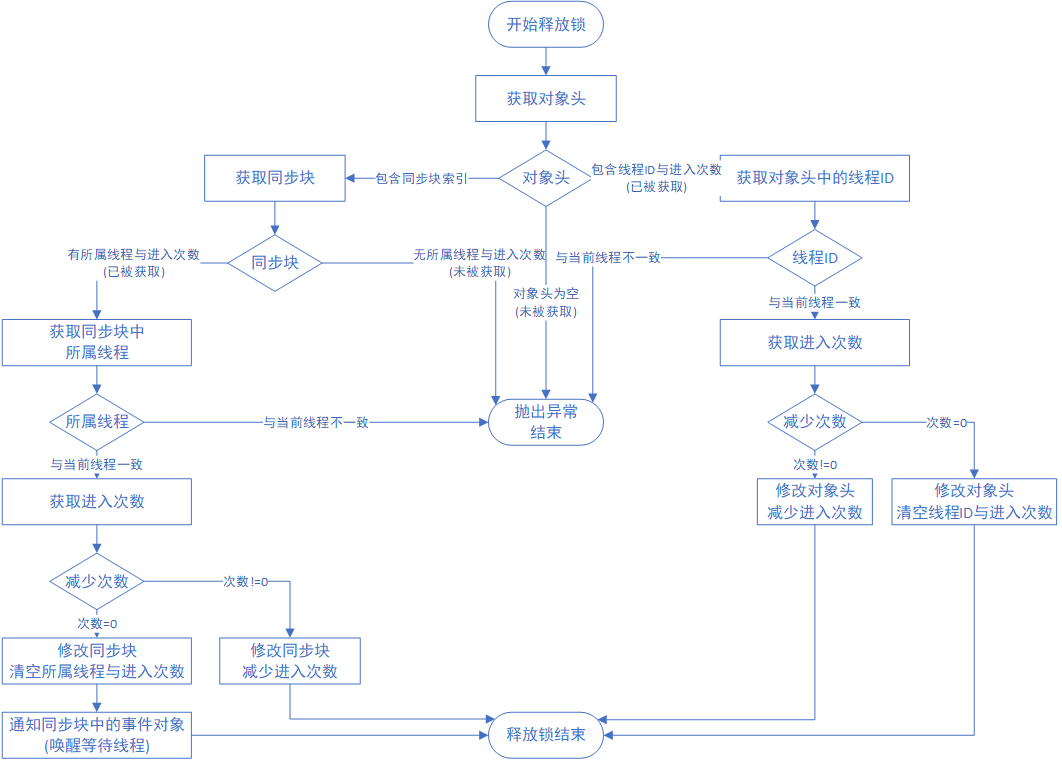 开始释放锁
获取对象头
对象头
包含同步块索引
包含线程ID与进入次数
(已被获取)
获取同步块
获取对象头中的线程ID
同步块
有所属线程与进入次数
(已被获取)
无所属线程与进入次数
(未被获取)
对象头为空
(未被获取)
与当前线程不一致
线程ID
与当前线程一致
获取同步块中
所属线程
获取进入次数
所属线程
与当前线程不一致
抛出异常
结束
减少次数
次数=0
与当前线程一致
次数!=0
获取进入次数
修改对象头
减少进入次数
修改对象头
清空线程ID与进入次数
减少次数
次数!=0
次数=0
修改同步块
清空所属线程与进入次数
修改同步块
减少进入次数
通知同步块中的事件对象
(唤醒等待线程)
释放锁结束